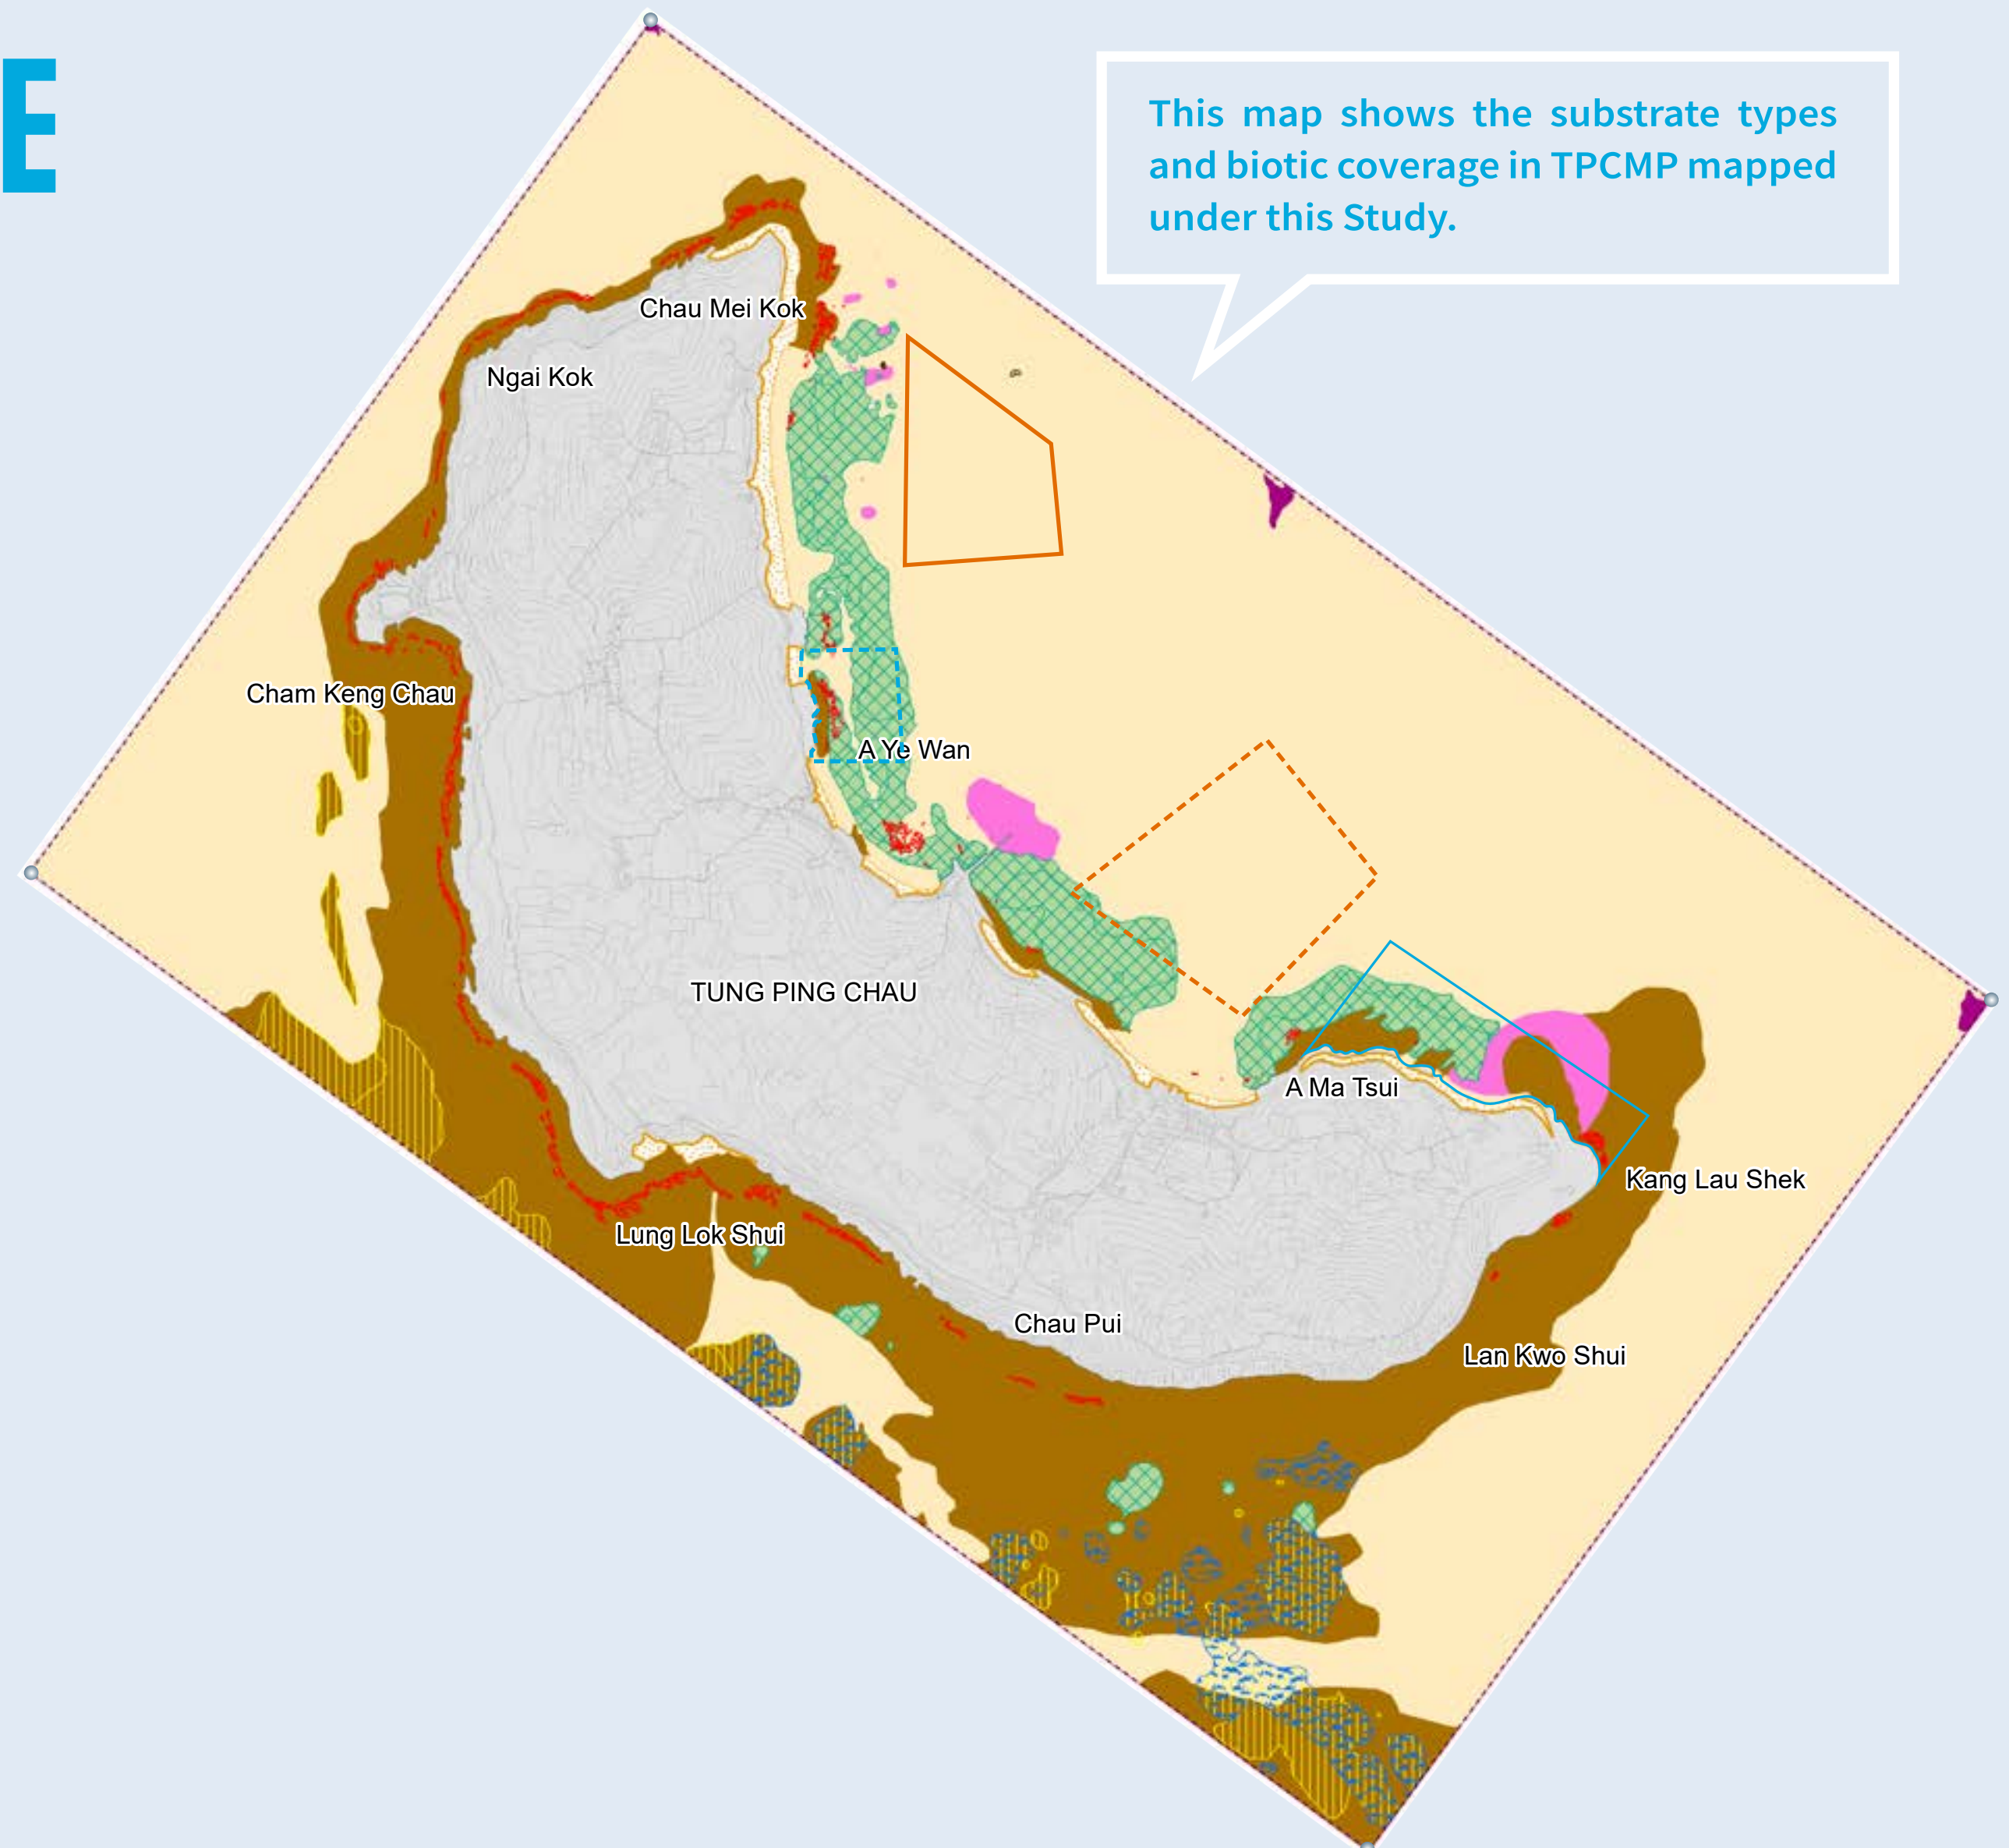 E
This map shows the substrate types
and biotic coverage in TPCMP mapped
under this Study.
Chau Mei Kok
Ngai Kok
Cham Keng Chau
A Ye Wan
TUNG PING CHAU
A Ma Tsui
Kang Lau Shek
Lung Lok Shui
Chau Pui
Lan Kwo Shui